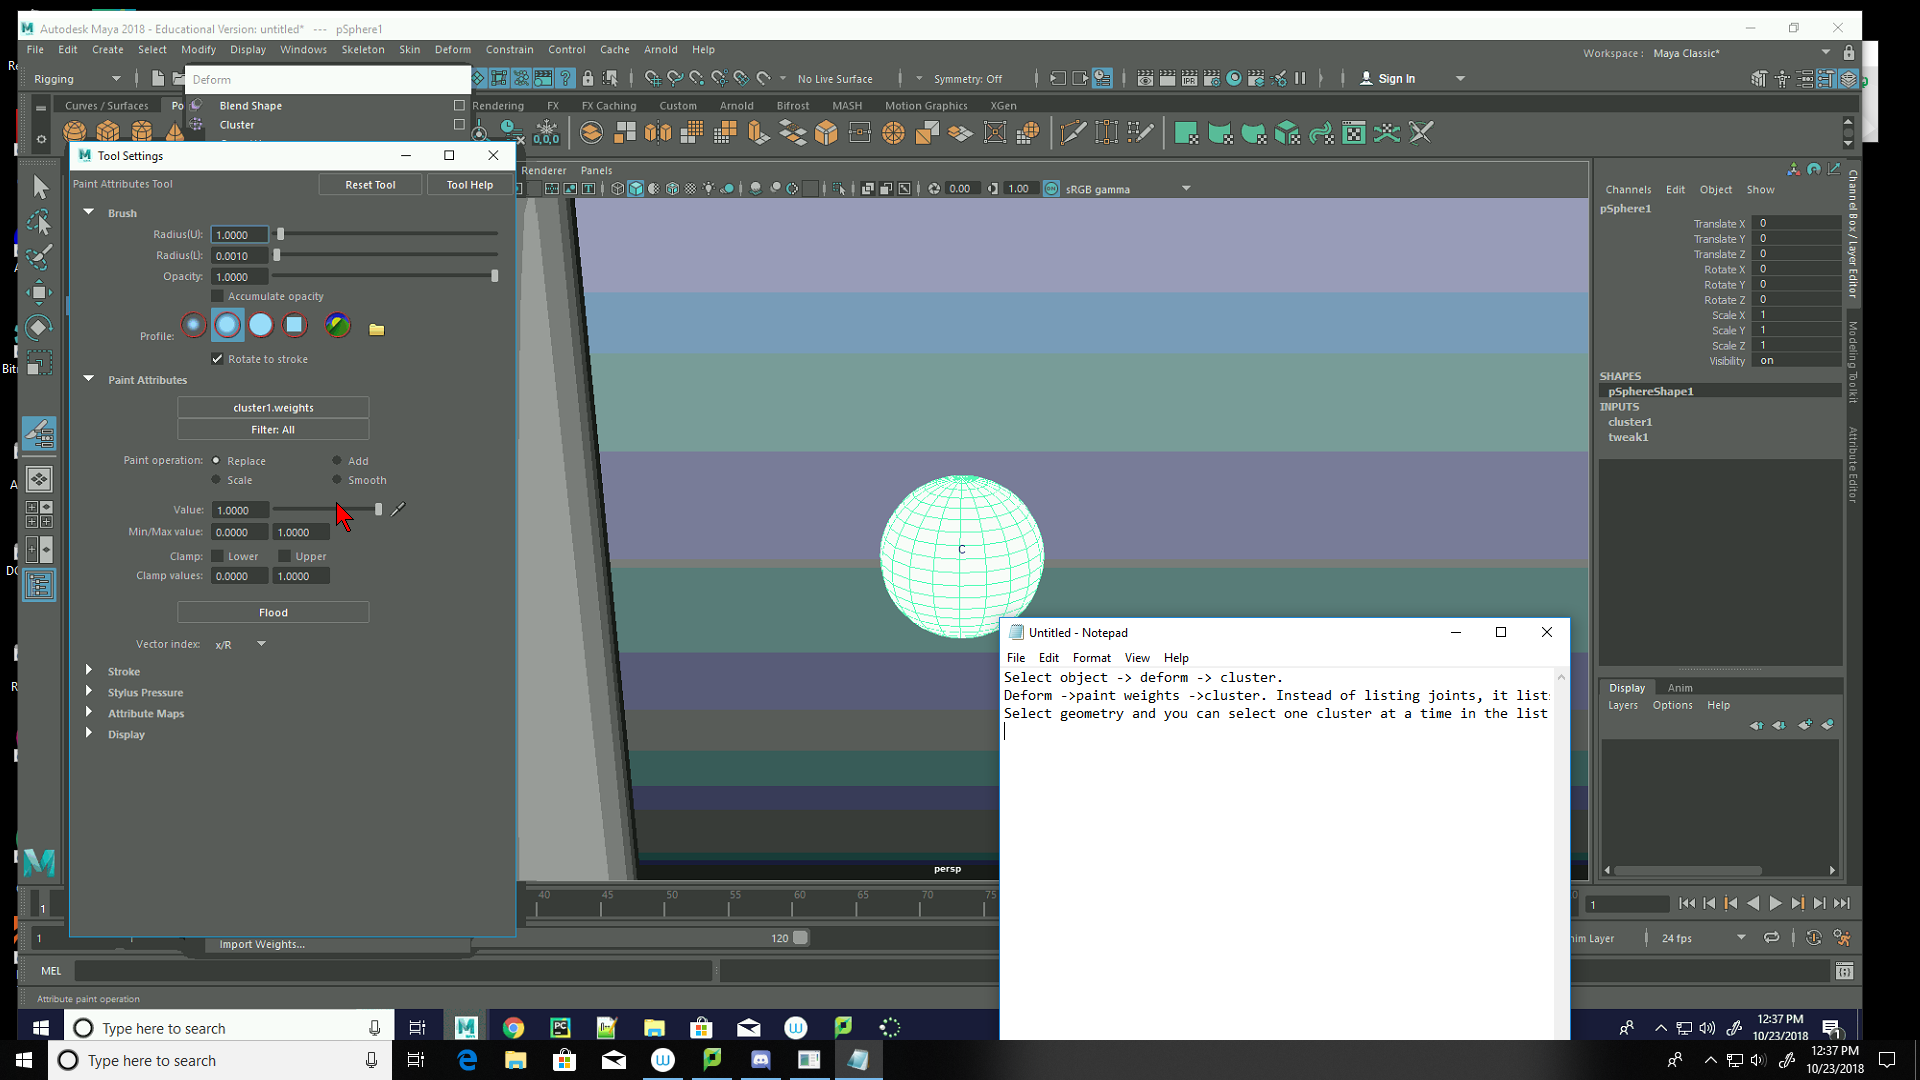 Autodesk Maya 2018 - Educational Version: untitled* --- pSphere1
File Edit Create Select Modify Display Windows Skeleton Skin Deform Constrain Control Cache Arnold Help
Workspace : Maya Classic*
Rigging
Deform
No Live Surface
Symmetry: Off
Sign In
Curves / Surfaces
Rendering FX FX Caching Custom Arnold Bifrost MASH Motion Graphics XGen
Blend Shape
Cluster
0,0,0
Tool Settings
Paint Attributes Tool
Reset Tool
Tool Help
Brush
Radius(U): 1.0000
Radius(L): 0.0010
Opacity: 1.0000
Accumulate opacity
Profile:
Rotate to stroke
Paint Attributes
cluster1.weights
Filter: All
Paint operation: Replace Add
Scale Smooth
Value: 1.0000
Min/Max value: 0.0000 1.0000
Clamp: Lower Upper
Clamp values: 0.0000 1.0000
Flood
Vector index: x/R
Stroke
Stylus Pressure
Attribute Maps
Display
Import Weights...
Renderer Panels
IPR
0.00 1.00 sRGB gamma
C
persp
Channels Edit Object Show
pSphere1
Translate X 0
Translate Y 0
Translate Z 0
Rotate X 0
Rotate Y 0
Rotate Z 0
Scale X 1
Scale Y 1
Scale Z 1
Visibility on
SHAPES
pSphereShape1
INPUTS
cluster1
tweak1
Channel Box / Layer Editor
Modeling Toolkit
Attribute Editor
Display Anim
Layers Options Help
Untitled - Notepad
File Edit Format View Help
Select object -> deform -> cluster.
Deform ->paint weights ->cluster. Instead of listing joints, it lists
Select geometry and you can select one cluster at a time in the list
1
40 45 50 55 60 65 70 75
1
1
120
24 fps
MEL
Attribute paint operation
Type here to search
12:37 PM
10/23/2018
1
Type here to search
12:37 PM
10/23/2018